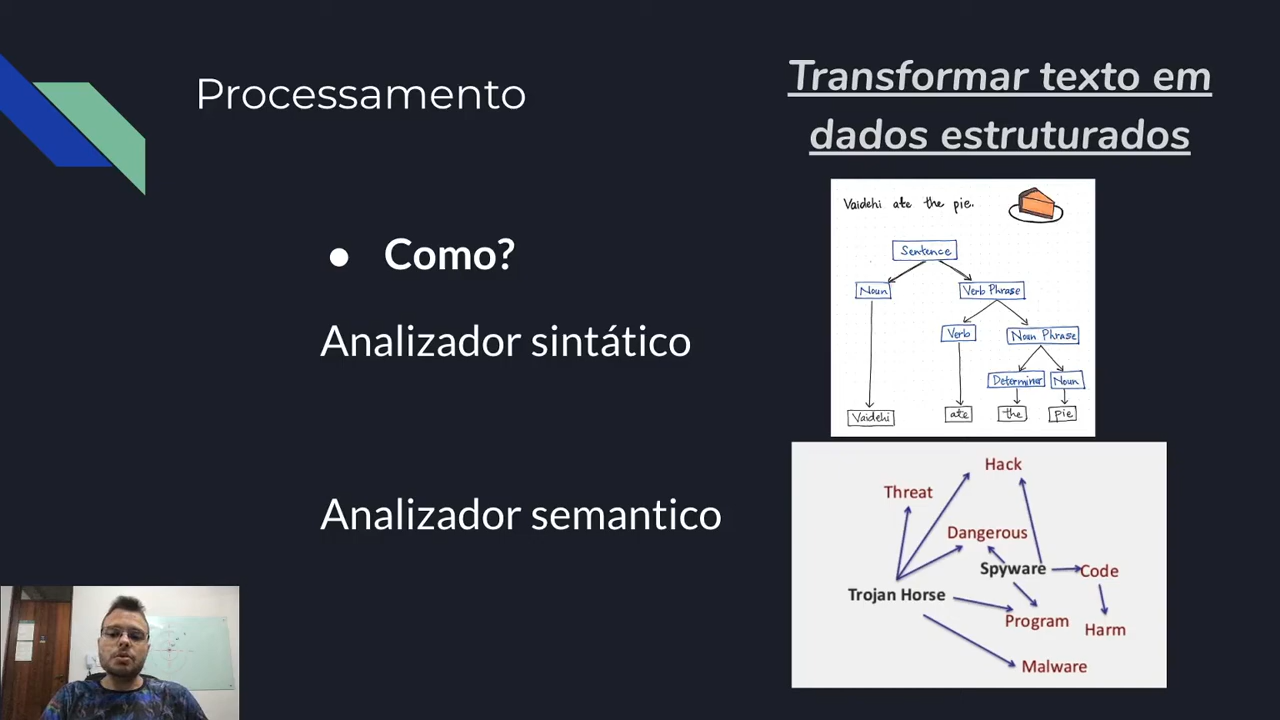 Processamento
Transformar texto em
dados estruturados
● Como?
Analizador sintático
Analizador semantico
Vaidehi ate the pie.
Sentence
Noun
Verb Phrase
Verb
Noun Phrase
Determiner
Noun
Vaidehi
ate
the
pie
Hack
Threat
Dangerous
Spyware
Code
Trojan Horse
Program
Harm
Malware